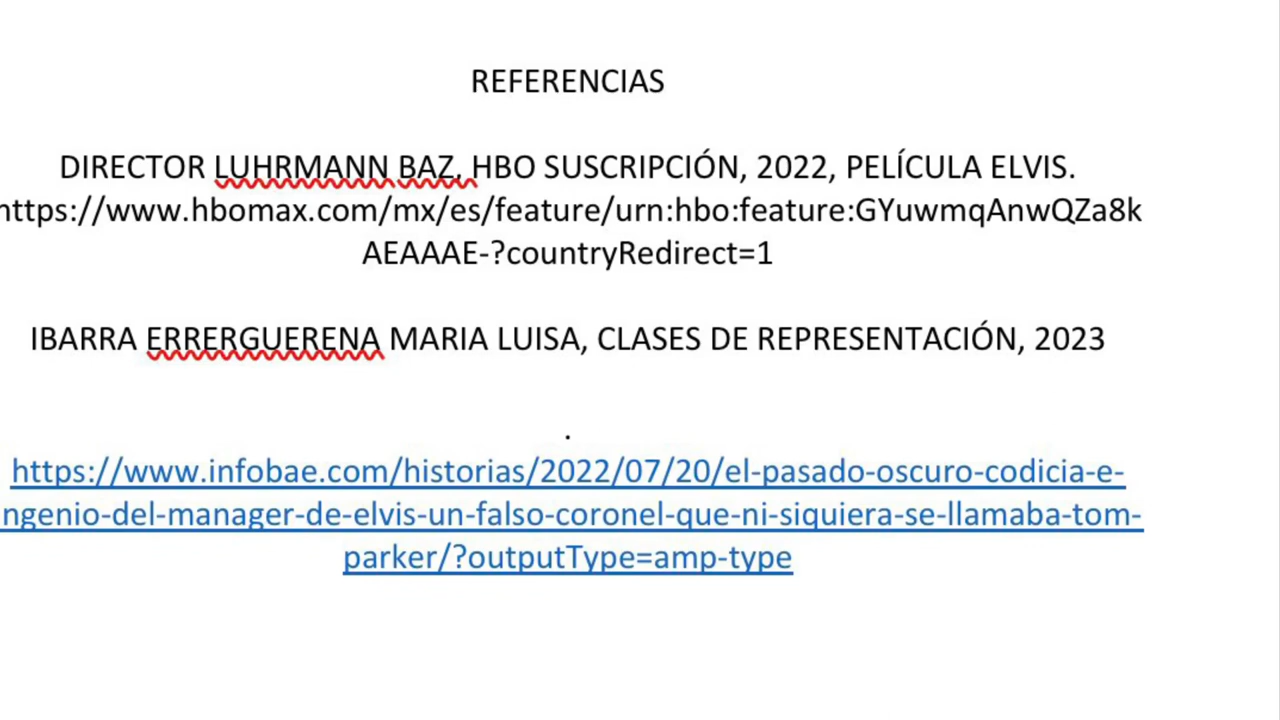 REFERENCIAS
DIRECTOR LUHRMANN BAZ, HBO SUSCRIPCIÓN, 2022, PELÍCULA ELVIS.
https://www.hbomax.com/mx/es/feature/urn:hbo:feature:GYuwmqAnwQZa8k
AEAAAE-?countryRedirect=1
IBARRA ERRERGUERENA MARIA LUISA, CLASES DE REPRESENTACIÓN, 2023
.
https://www.infobae.com/historias/2022/07/20/el-pasado-oscuro-codicia-e-
ngenio-del-manager-de-elvis-un-falso-coronel-que-ni-siquiera-se-llamaba-tom-
parker/?outputType=amp-type